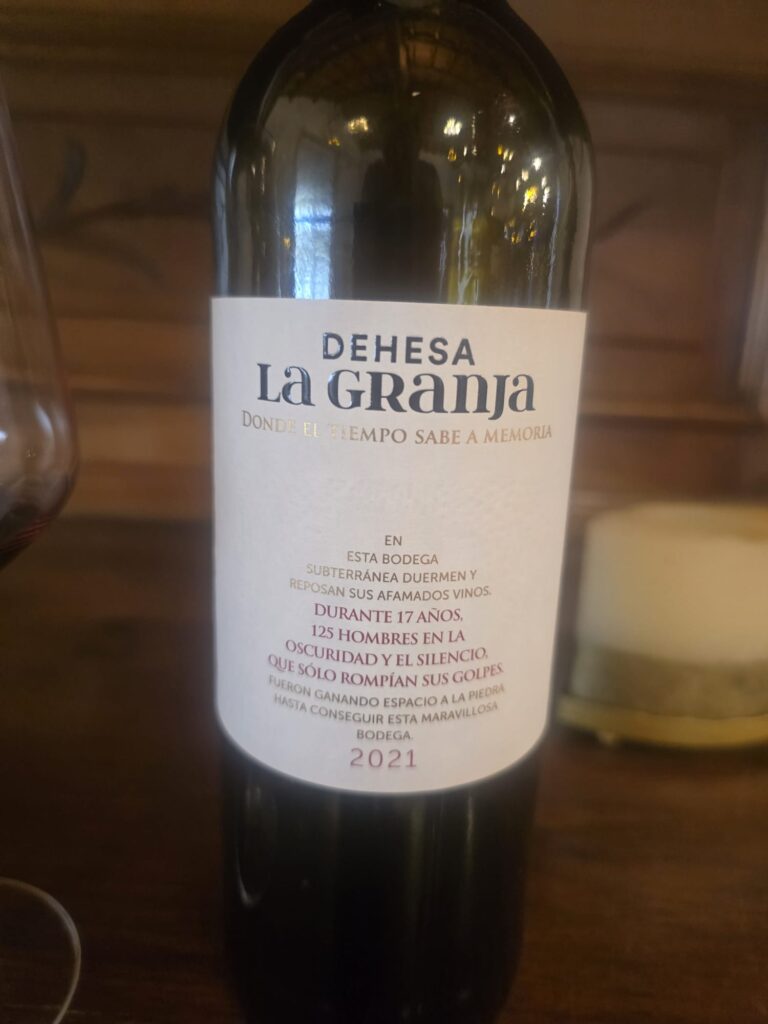 DEHESA
La GRanja
DONDE EL TIEMPO SABE A MEMORIA
EN
ESTA BODEGA
SUBTERRÁNEA DUERMEN Y
REPOSAN SUS AFAMADOS VINOS.
DURANTE 17 AÑOS,
125 HOMBRES EN LA
OSCURIDAD Y EL SILENCIO,
QUE SÓLO ROMPÍAN SUS GOLPES.
FUERON GANANDO ESPACIO A LA PIEDRA
HASTA CONSEGUIR ESTA MARAVILLOSA
BODEGA.
2021